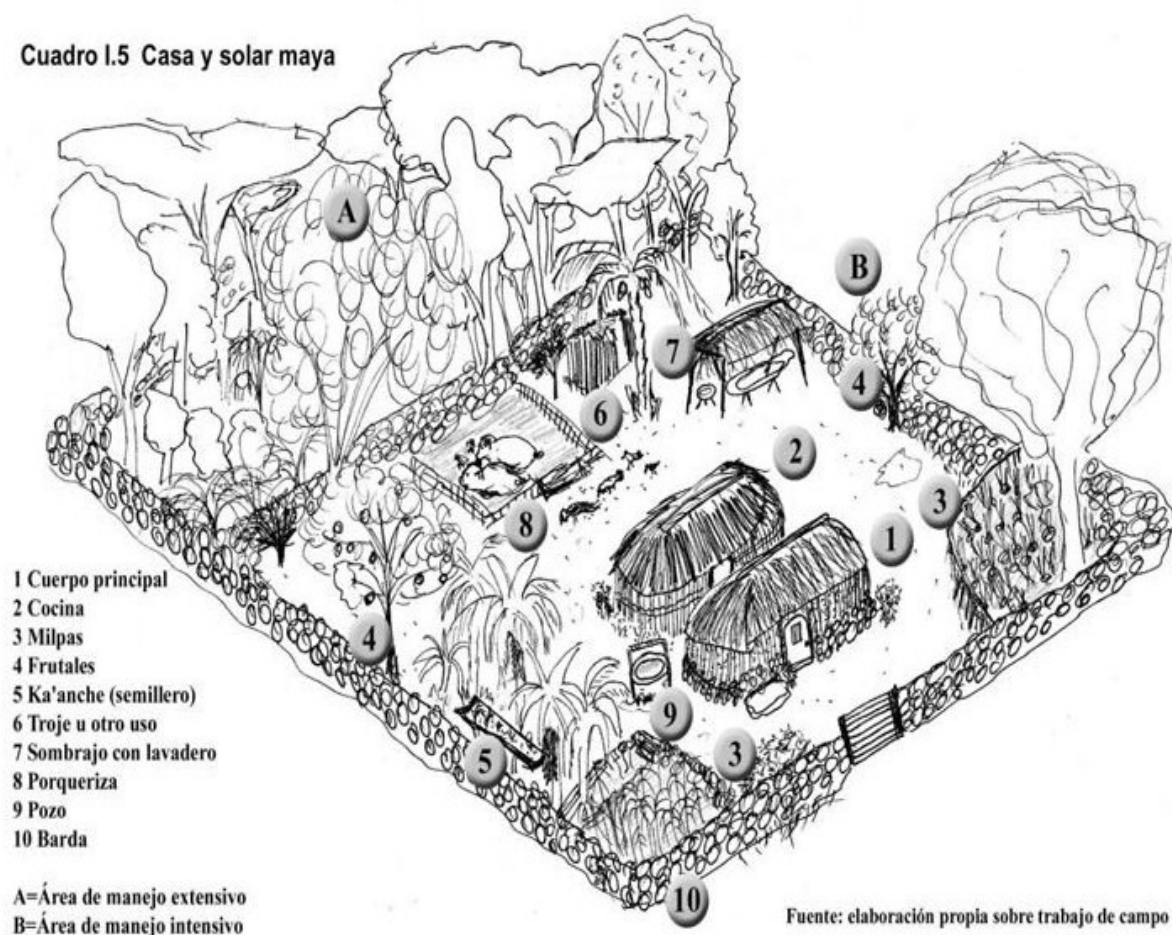 Cuadro I.5 Casa y solar maya
A
B
7
4
6
2
3
1
8
4
9
5
3
10
1 Cuerpo principal
2 Cocina
3 Milpas
4 Frutales
5 Ka'anche (semillero)
6 Troje u otro uso
7 Sombrajo con lavadero
8 Porqueriza
9 Pozo
10 Barda
A=Área de manejo extensivo
B=Área de manejo intensivo
Fuente: elaboración propia sobre trabajo de campo